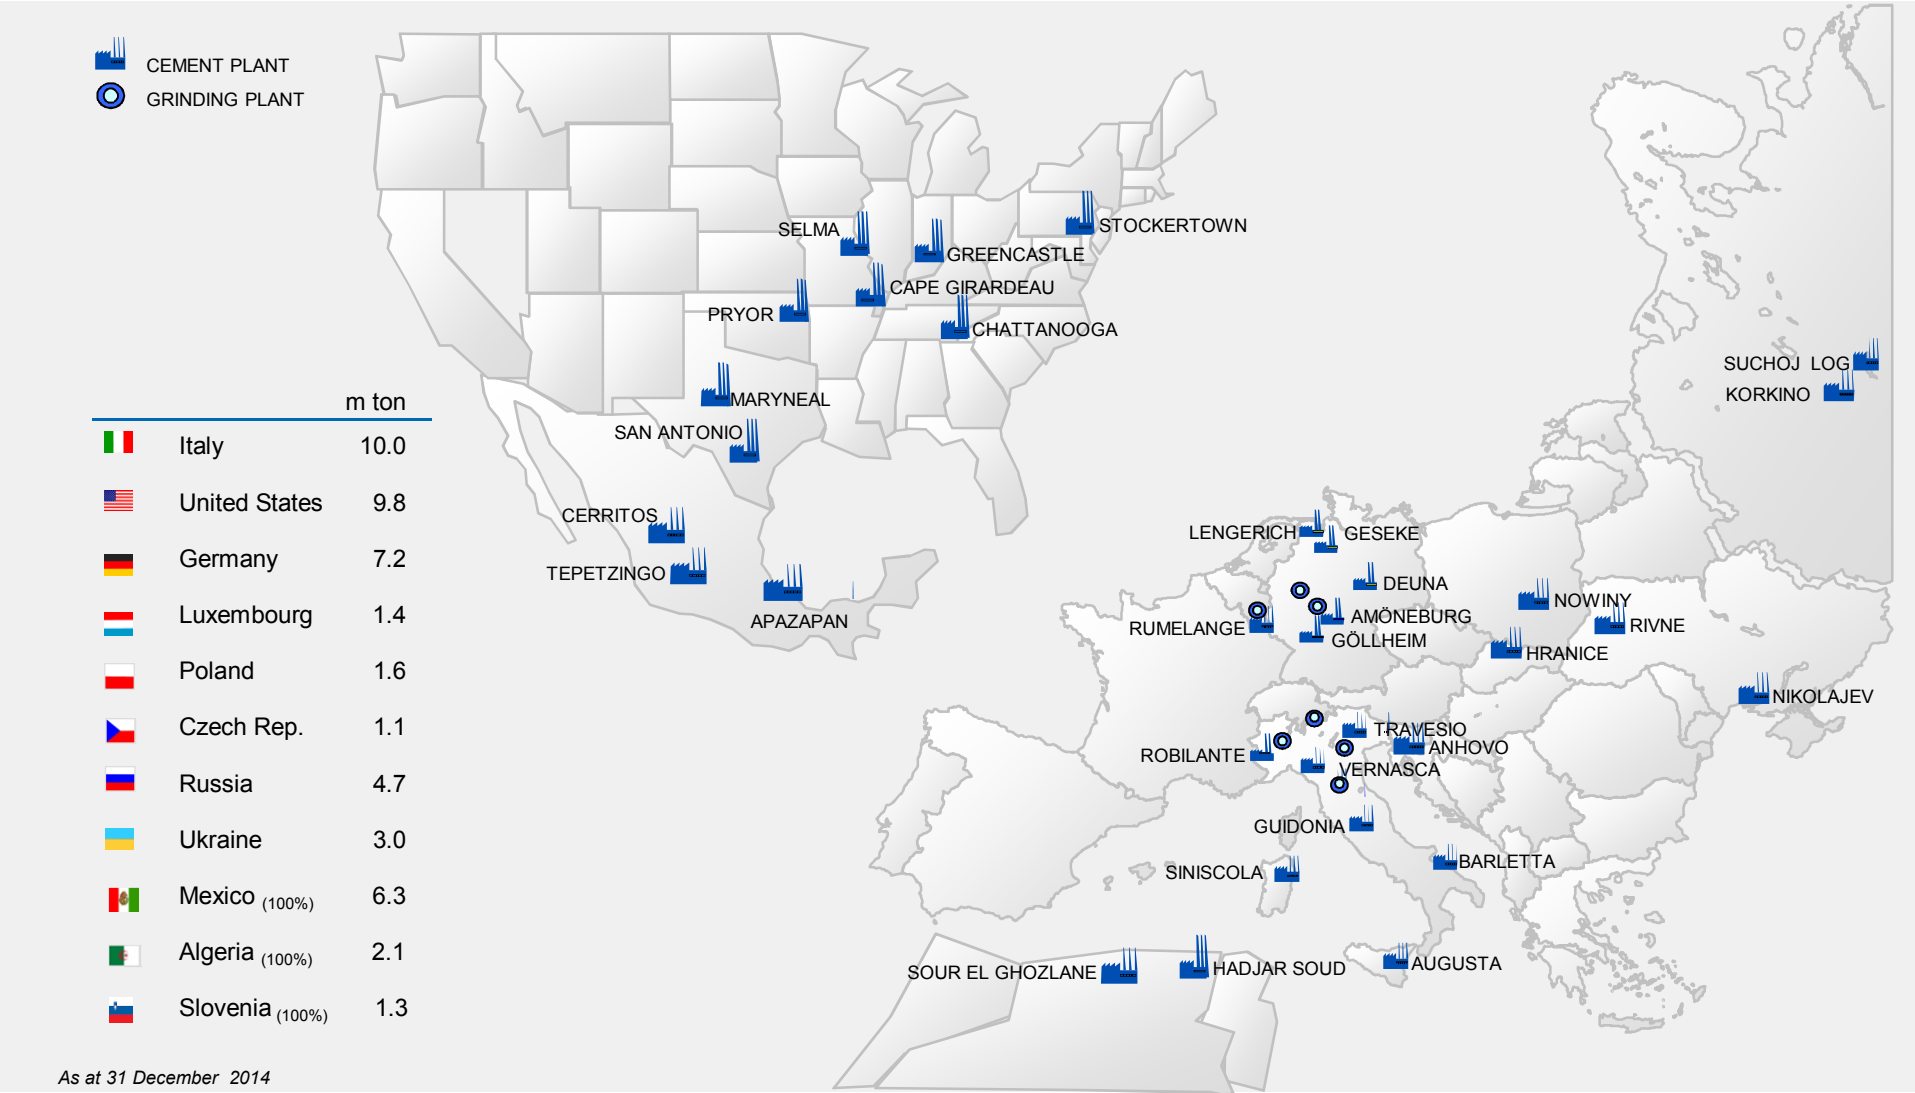 CEMENT PLANT
GRINDING PLANT
m ton
Italy 10.0
United States 9.8
Germany 7.2
Luxembourg 1.4
Poland 1.6
Czech Rep. 1.1
Russia 4.7
Ukraine 3.0
Mexico (100%) 6.3
Algeria (100%) 2.1
Slovenia (100%) 1.3
As at 31 December 2014
SELMA
STOCKERTOWN
GREENCASTLE
CAPE GIRARDEAU
PRYOR
CHATTANOOGA
MARYNEAL
SAN ANTONIO
CERRITOS
TEPETZINGO
APAZAPAN
SUCHOJ LOG
KORKINO
LENGERICH
GESEKE
DEUNA
AMÖNEBURG
RUMELANGE
GÖLLHEIM
NOWINY
RIVNE
HRANICE
NIKOLAJEV
TRAVESIO
ANHOVO
ROBILANTE
VERNASCA
GUIDONIA
BARLETTA
SINISCOLA
AUGUSTA
SOUR EL GHOZLANE
HADJAR SOUD